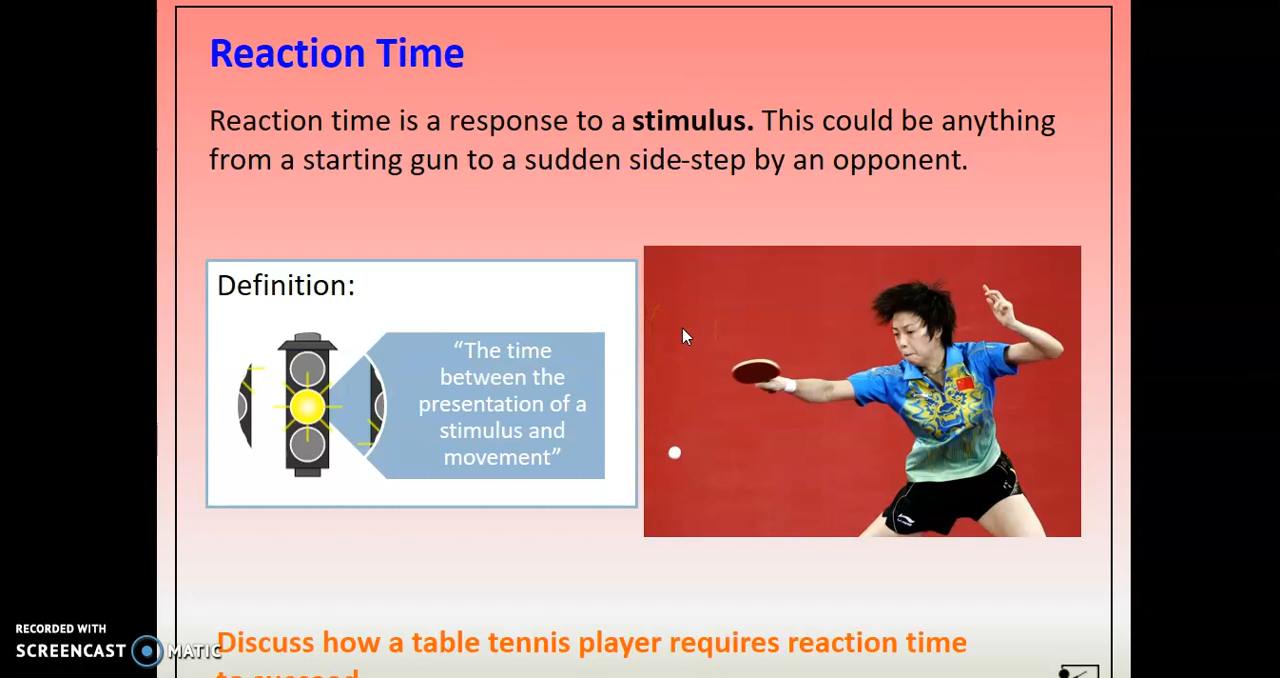 Reaction Time
Reaction time is a response to a stimulus. This could be anything
from a starting gun to a sudden side-step by an opponent.
Definition:
“The time
between the
presentation of a
stimulus and
movement”
Discuss how a table tennis player requires reaction time
to succeed
RECORDED WITH
SCREENCAST MATIC